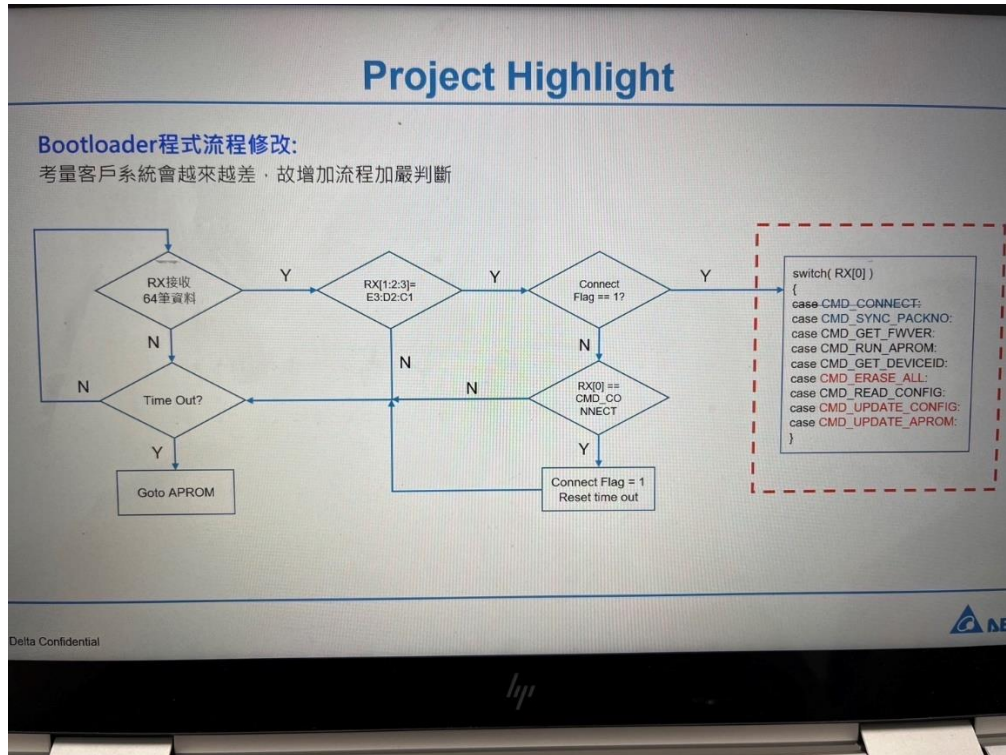 Project Highlight
Bootloader程式流程修改:
考量客戶系統會越來越差，故增加流程加嚴判斷
RX接收
64筆資料
Y
RX[1:2:3]=
E3:D2:C1
Y
Connect
Flag == 1?
Y
switch( RX[0] )
{
case CMD_CONNECT:
case CMD_SYNC_PACKNO:
case CMD_GET_FWVER:
case CMD_RUN_APROM:
case CMD_GET_DEVICEID:
case CMD_ERASE_ALL:
case CMD_READ_CONFIG:
case CMD_UPDATE_CONFIG:
case CMD_UPDATE_APROM:
}
N
N
N
N
Time Out?
N
RX[0] ==
CMD_CO
NNECT
Y
Y
Goto APROM
Connect Flag = 1
Reset time out
Delta Confidential
hp